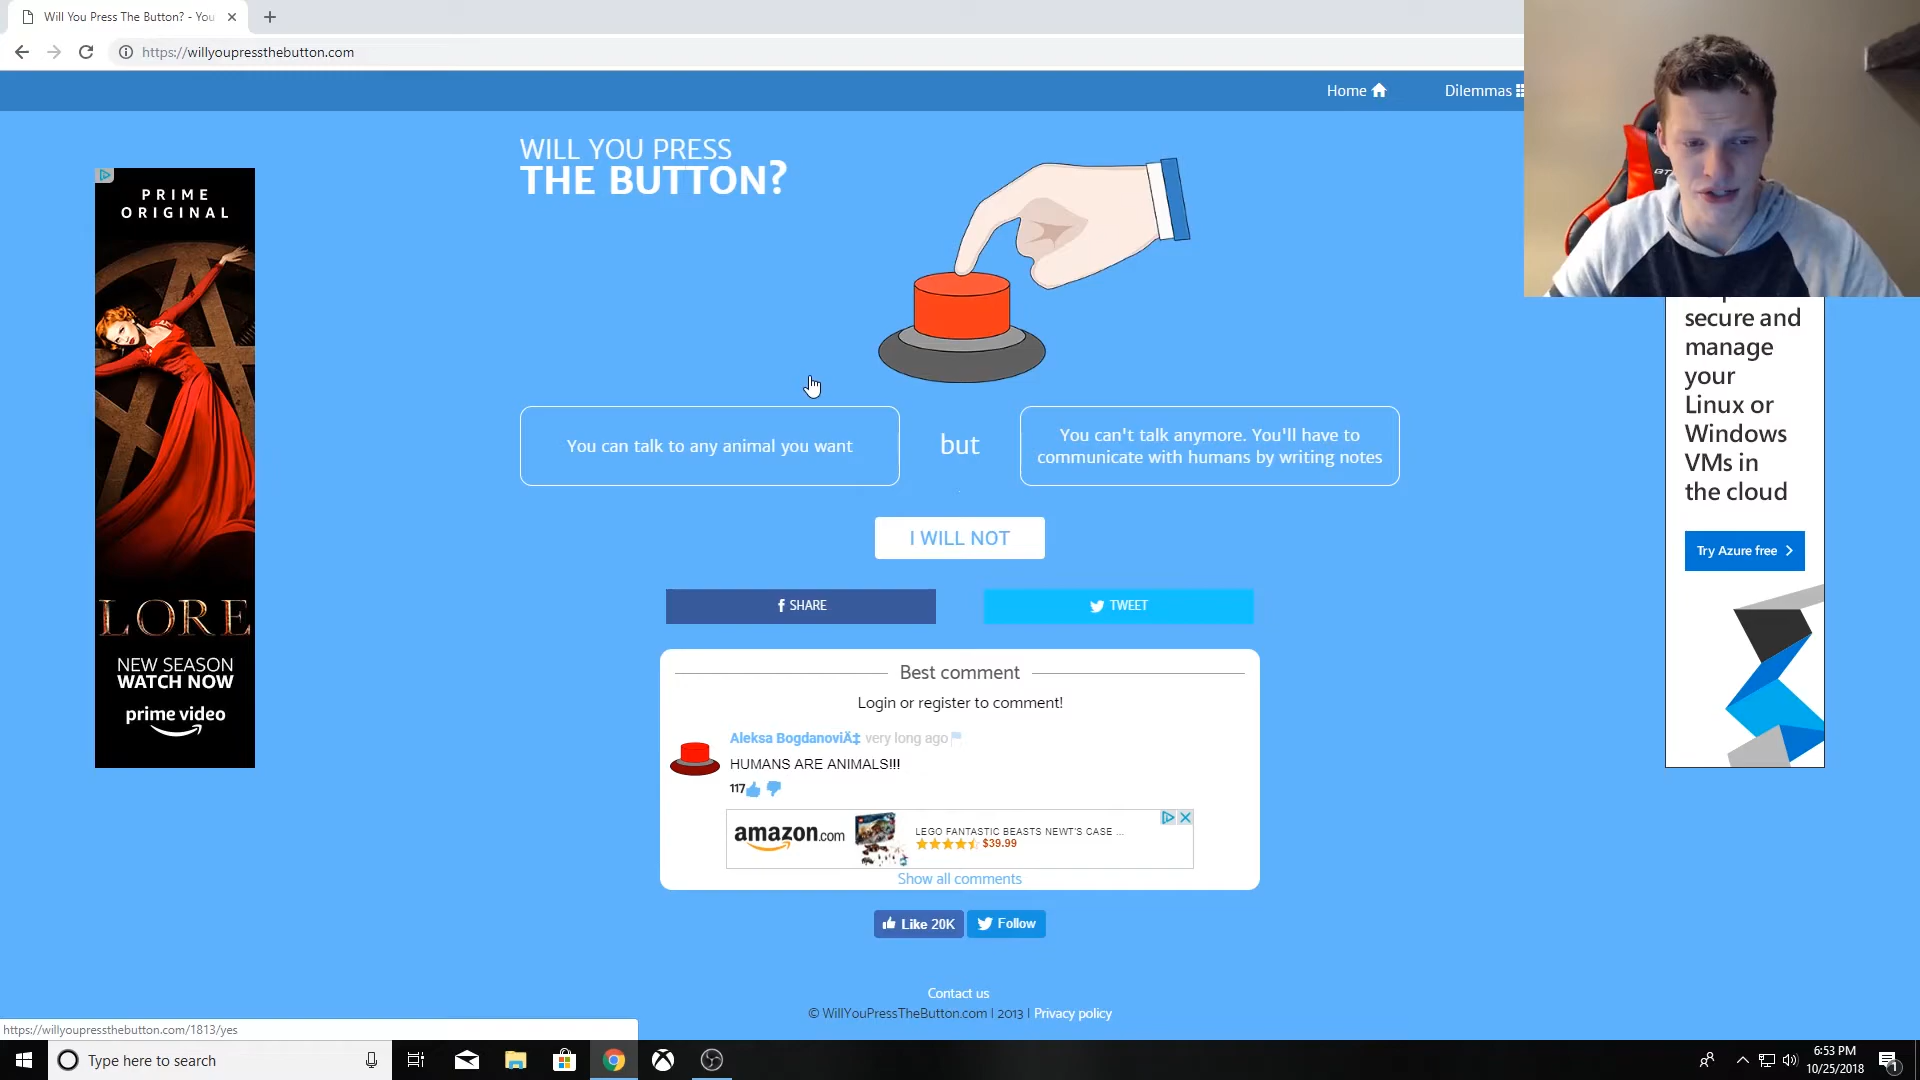 Will You Press The Button? - You
https://willyoupressthebutton.com
Home
Dilemmas
WILL YOU PRESS
THE BUTTON?
PRIME
ORIGINAL
LORE
NEW SEASON
WATCH NOW
prime video
You can talk to any animal you want
but
You can't talk anymore. You'll have to
communicate with humans by writing notes
I WILL NOT
SHARE
TWEET
Best comment
Login or register to comment!
Aleksa BogdanoviÄ‡ very long ago
HUMANS ARE ANIMALS!!!
117
amazon.com
LEGO FANTASTIC BEASTS NEWT'S CASE ...
$39.99
Show all comments
Like 20K
Follow
secure and
manage
your
Linux or
Windows
VMs in
the cloud
Try Azure free
Contact us
© WillYouPressTheButton.com | 2013 | Privacy policy
https://willyoupressthebutton.com/1813/yes
Type here to search
6:53 PM
10/25/2018
1